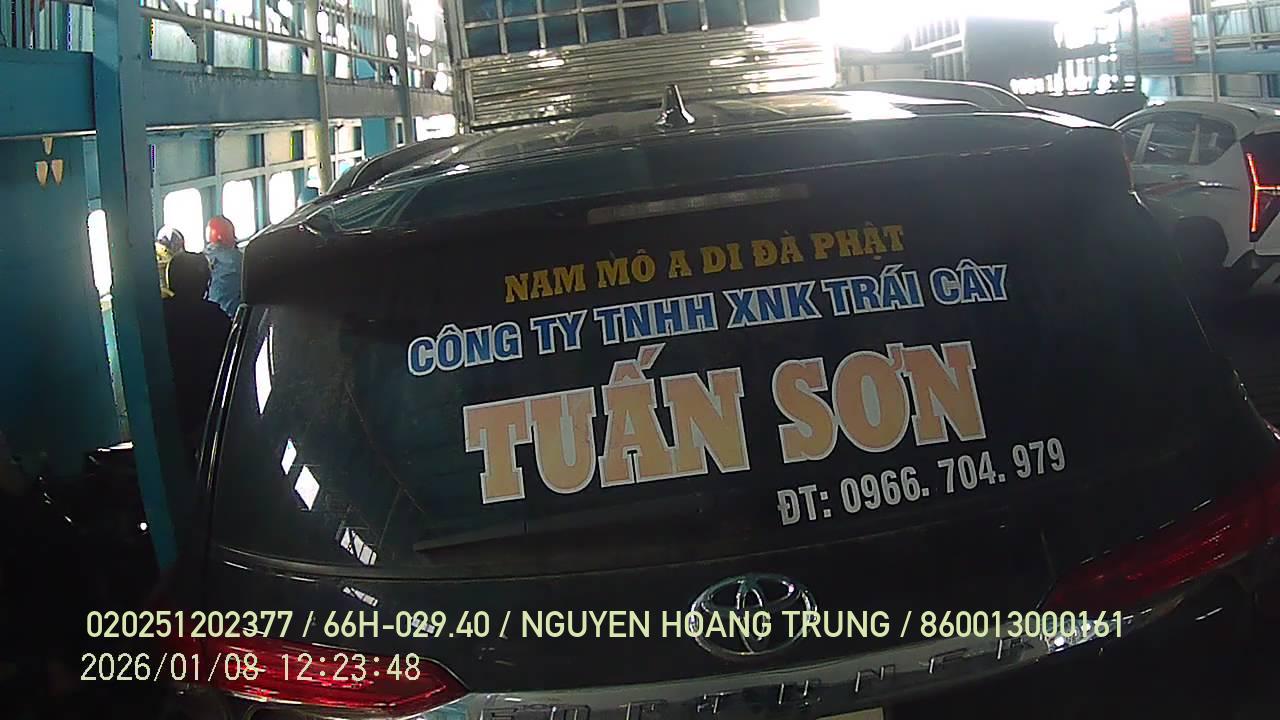 NAM MÔ A DI ĐÀ PHẬT
CÔNG TY TNHH XNK TRÁI CÂY
TUẤN SƠN
ĐT: 0966. 704. 979
020251202377 / 66H-029.40 / NGUYEN HOANG TRUNG / 860013000161
2026/01/08 12:23:48
FORTUNER